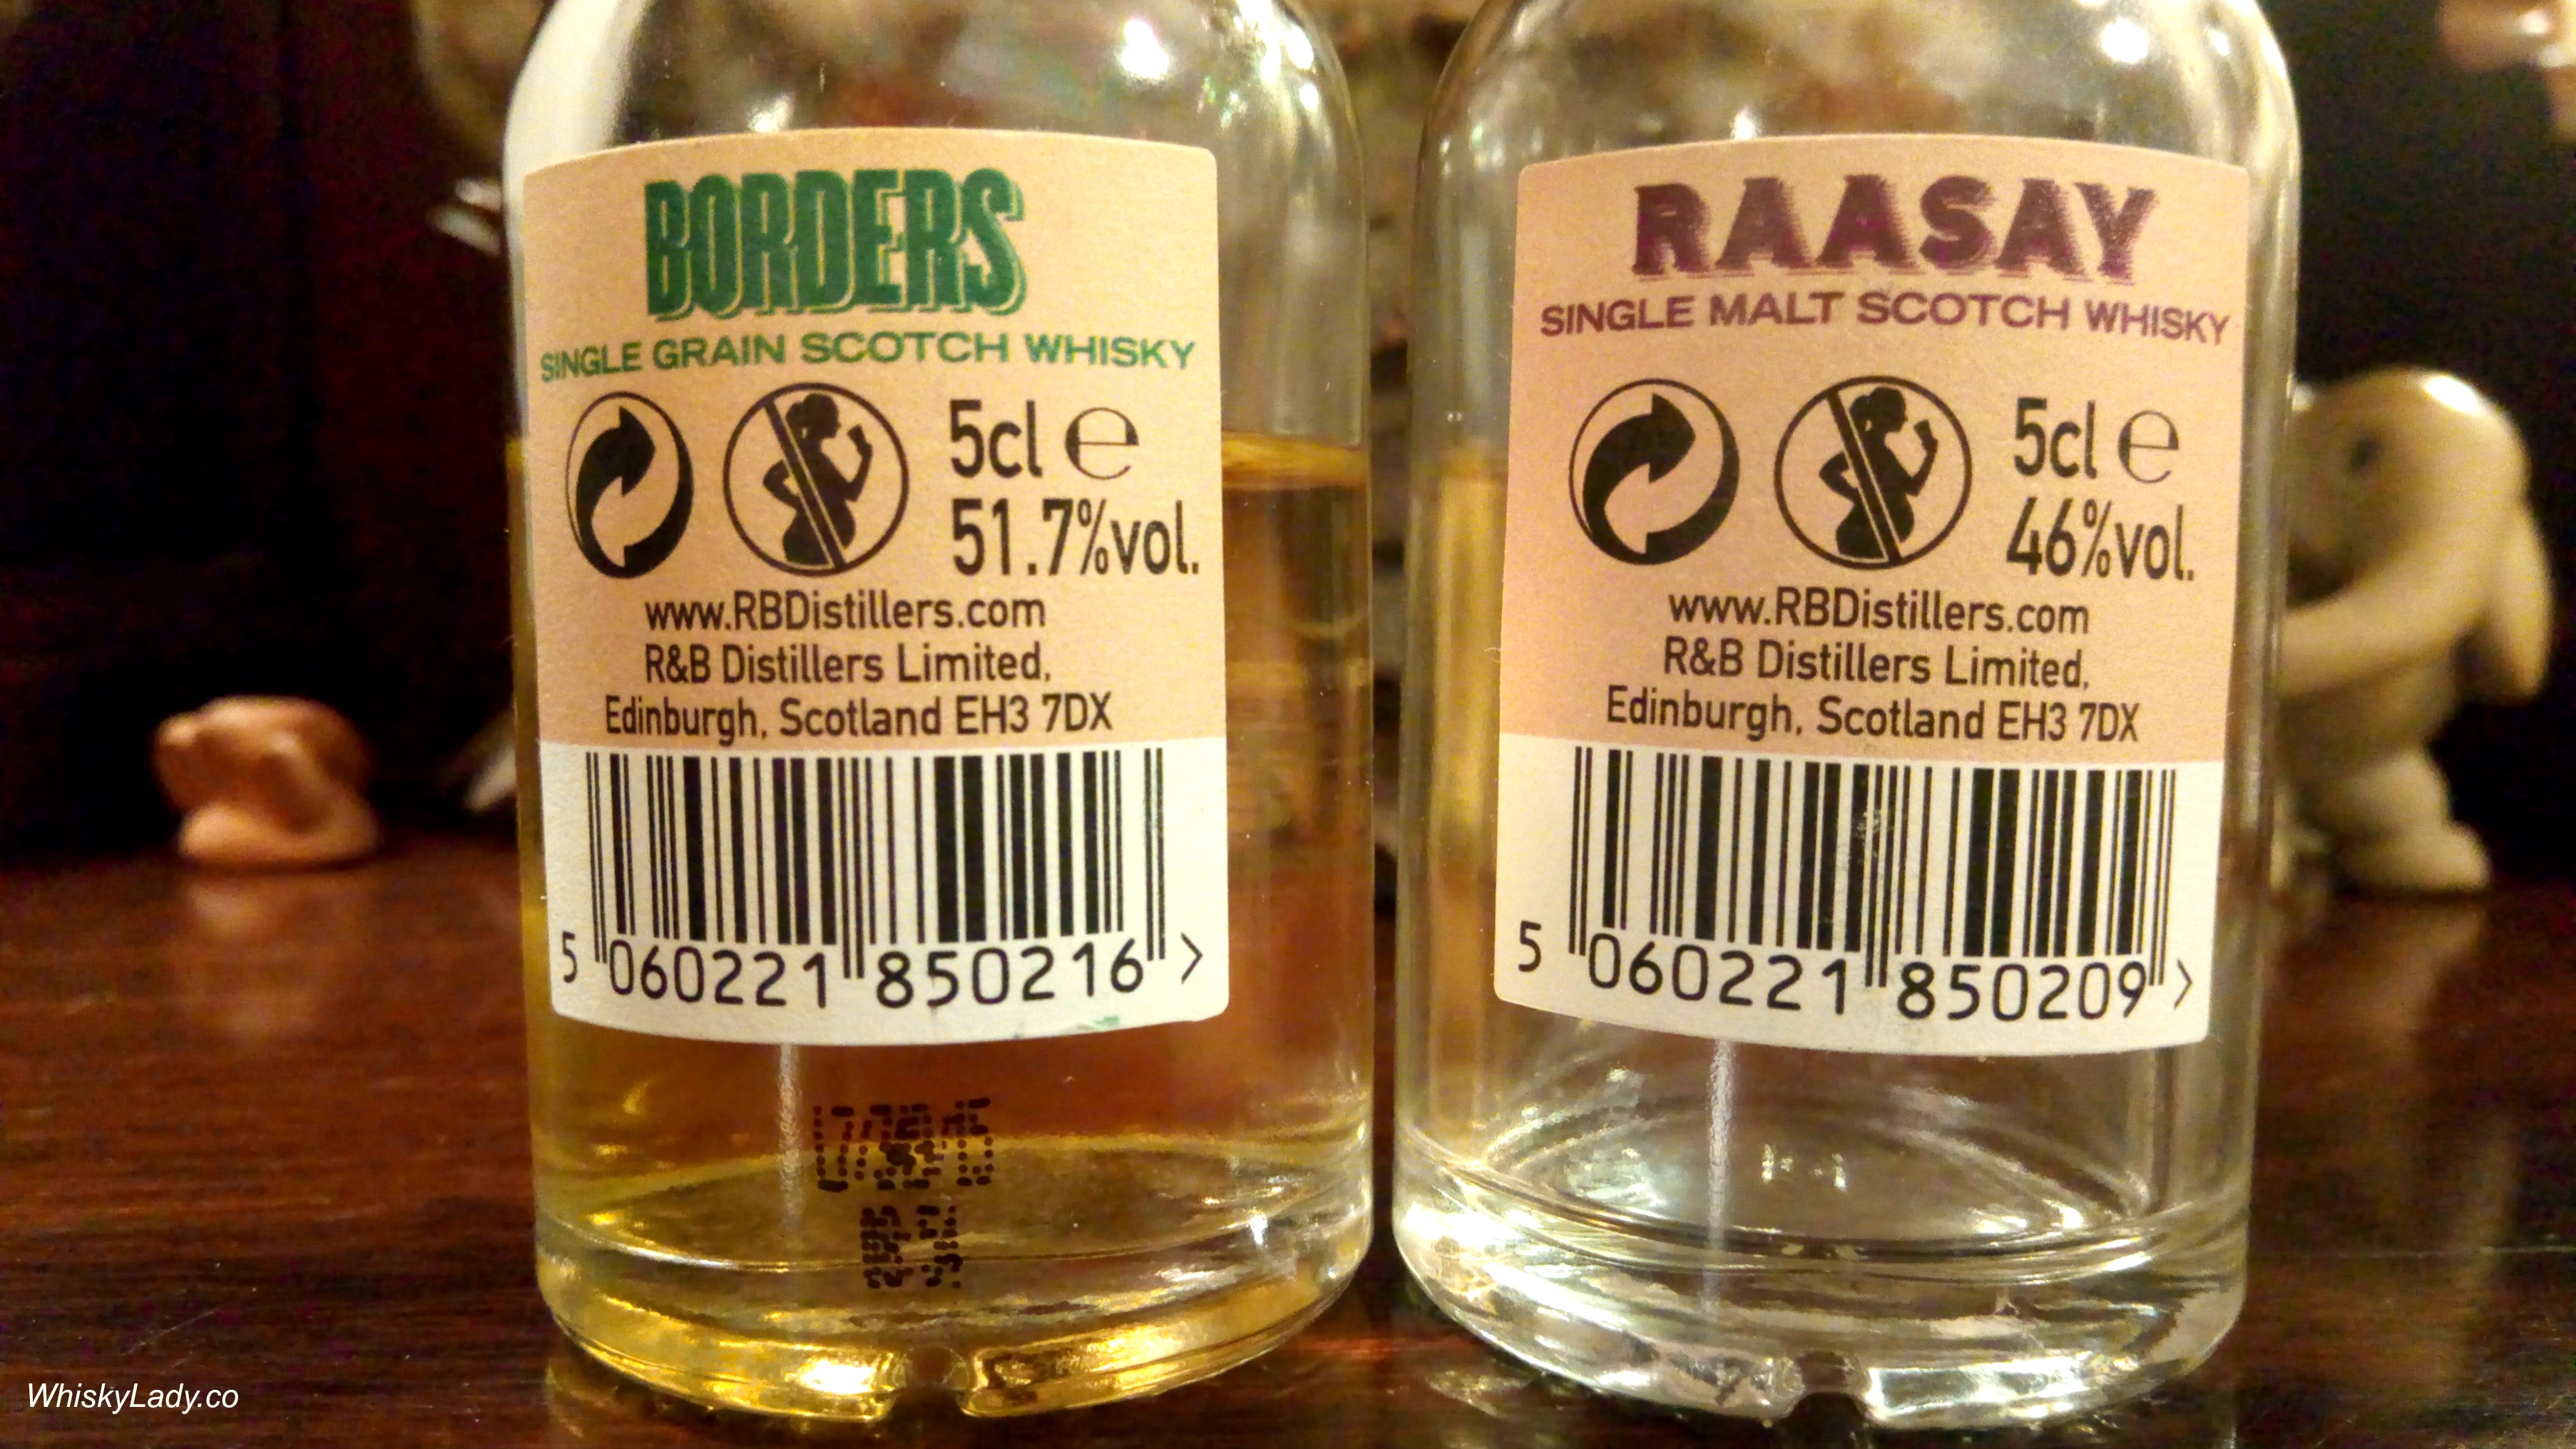 BORDERS
SINGLE GRAIN SCOTCH WHISKY
5cl e
51.7%vol.
www.RBDistillers.com
R&B Distillers Limited,
Edinburgh, Scotland EH3 7DX
5 060221 850216 >
RAASAY
SINGLE MALT SCOTCH WHISKY
5cl e
46%vol.
www.RBDistillers.com
R&B Distillers Limited,
Edinburgh, Scotland EH3 7DX
5 060221 850209 >
WhiskyLady.co